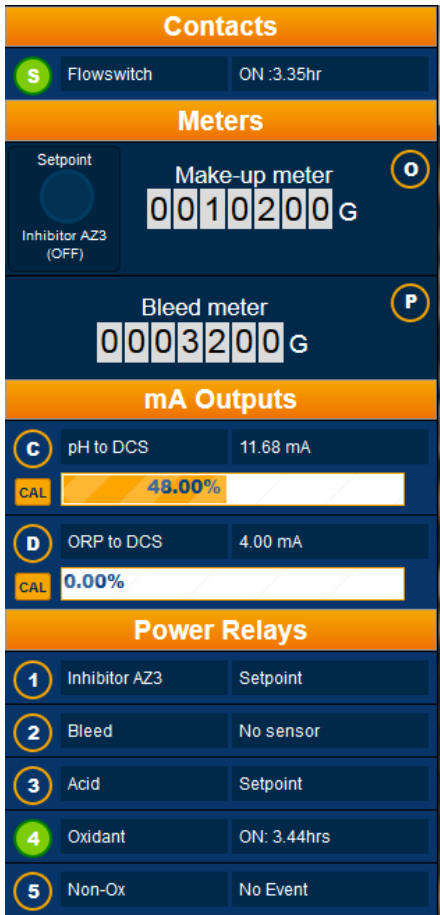 Contacts
S Flowswitch ON :3.35hr
Meters
Setpoint
Inhibitor AZ3
(OFF)
Make-up meter
0010200 G
O
Bleed meter
0003200 G
P
mA Outputs
C pH to DCS 11.68 mA
CAL 48.00%
D ORP to DCS 4.00 mA
CAL 0.00%
Power Relays
1 Inhibitor AZ3 Setpoint
2 Bleed No sensor
3 Acid Setpoint
4 Oxidant ON: 3.44hrs
5 Non-Ox No Event